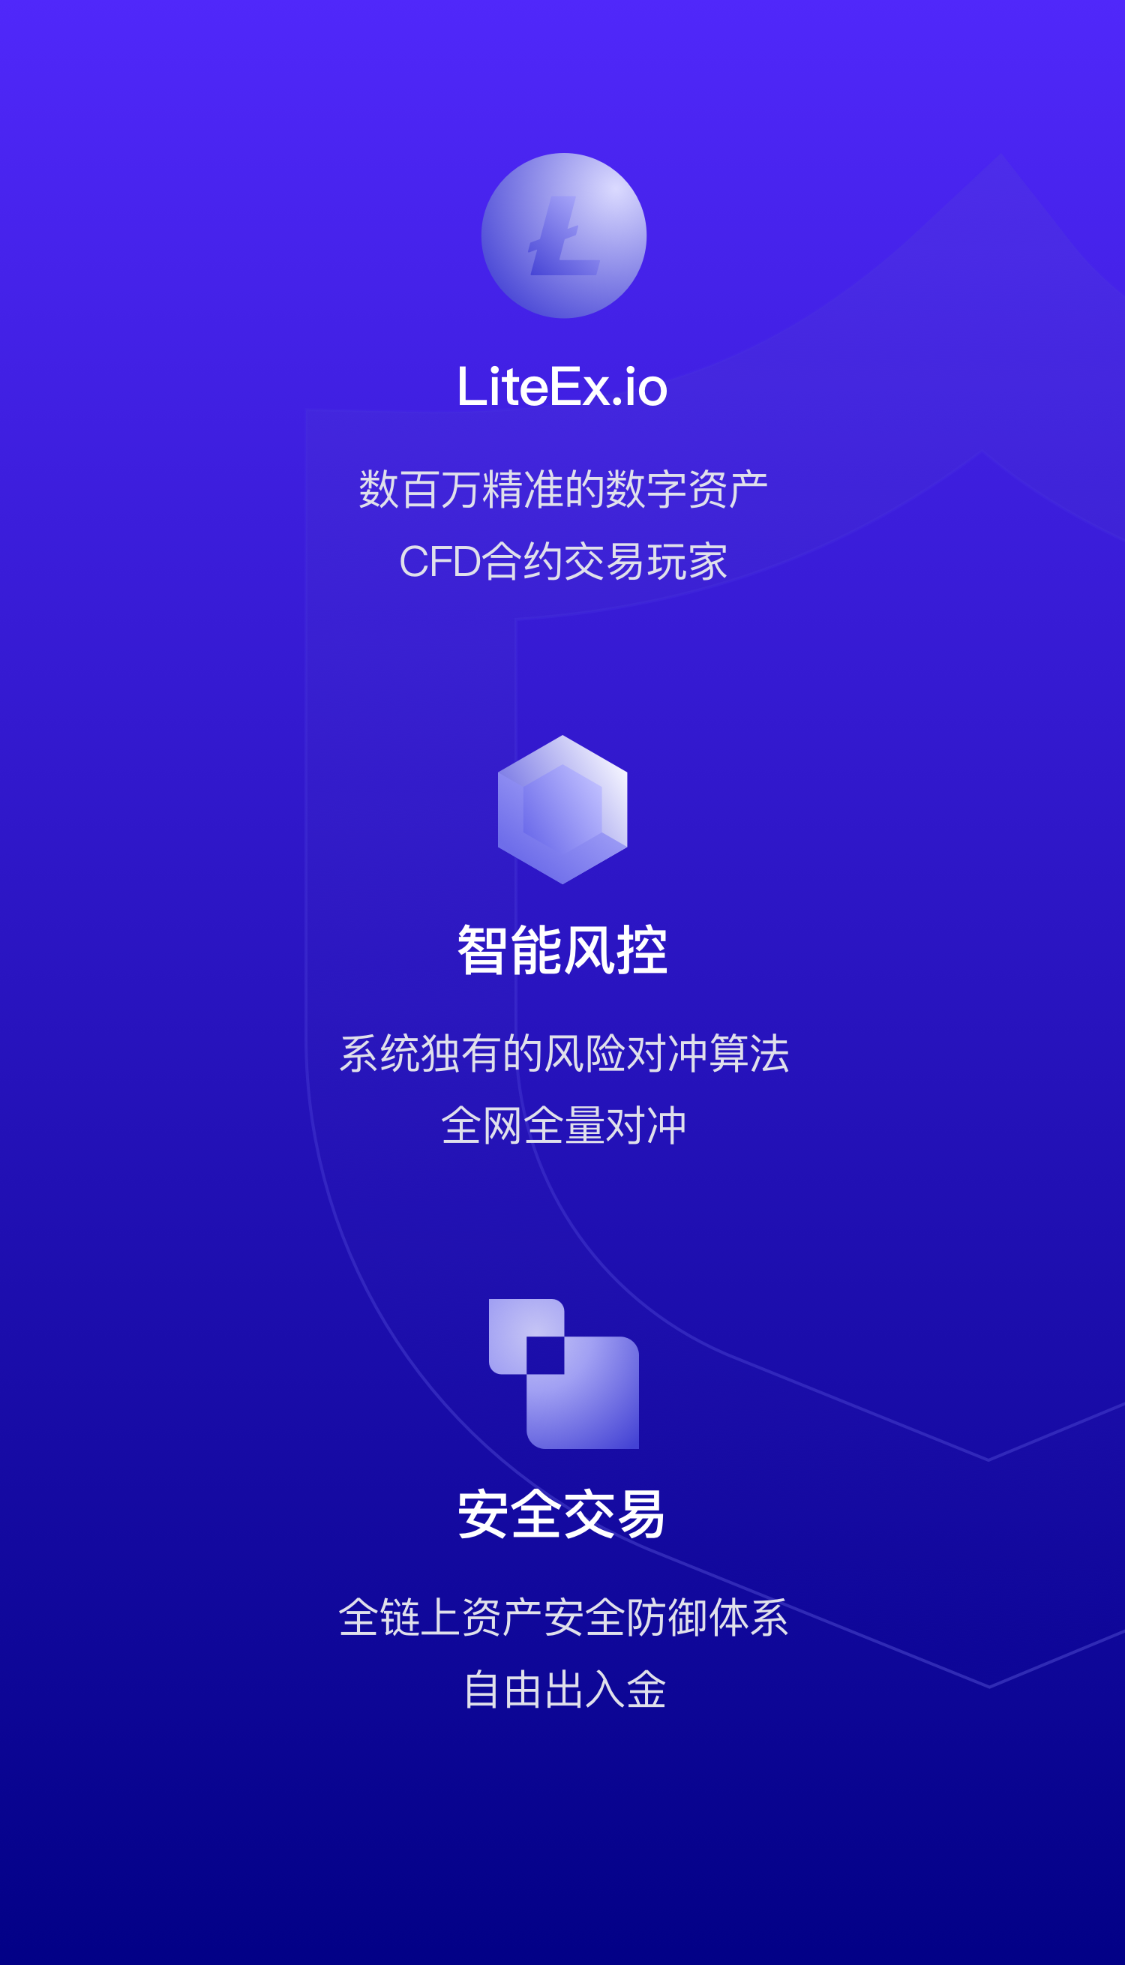 LiteEx.io
数百万精准的数字资产
CFD合约交易玩家
智能风控
系统独有的风险对冲算法
全网全量对冲
安全交易
全链上资产安全防御体系
自由出入金